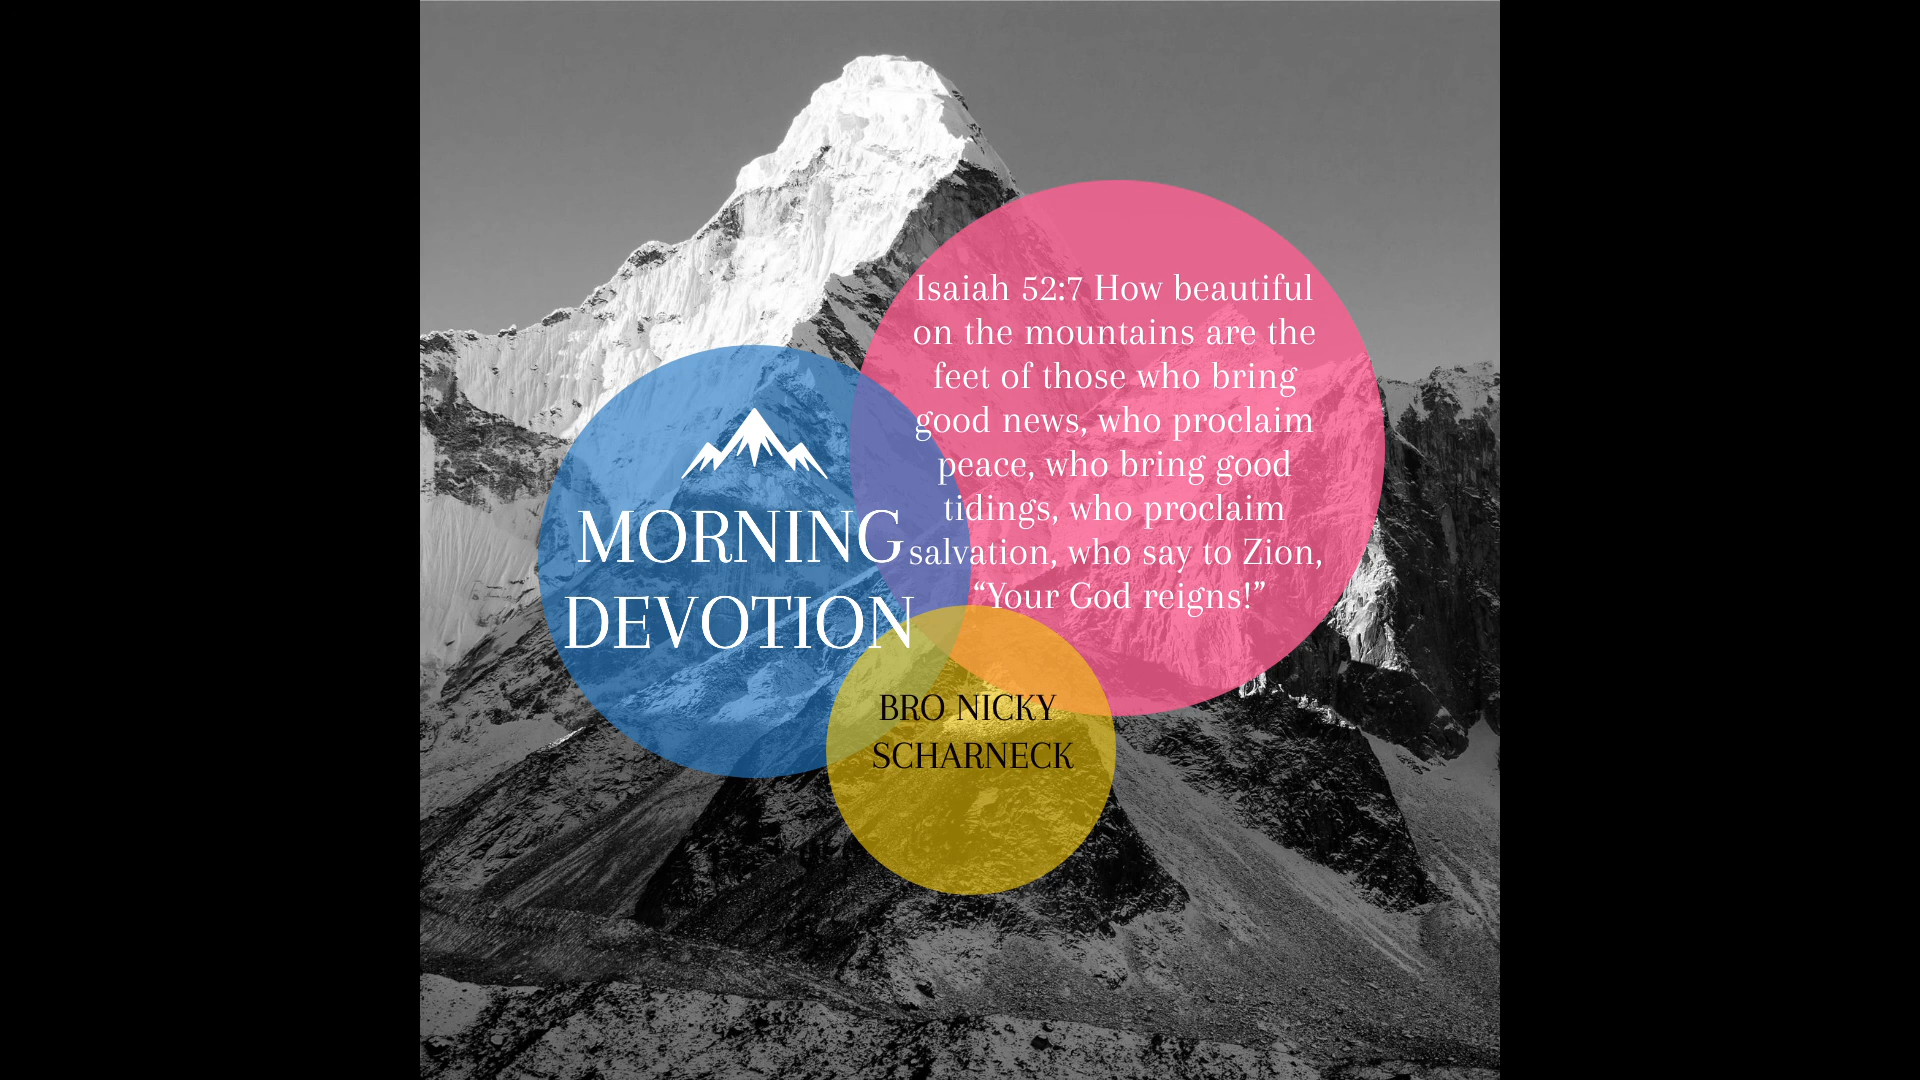 MORNING
DEVOTION
Isaiah 52:7 How beautiful
on the mountains are the
feet of those who bring
good news, who proclaim
peace, who bring good
tidings, who proclaim
salvation, who say to Zion,
“Your God reigns!”
BRO NICKY
SCHARNECK